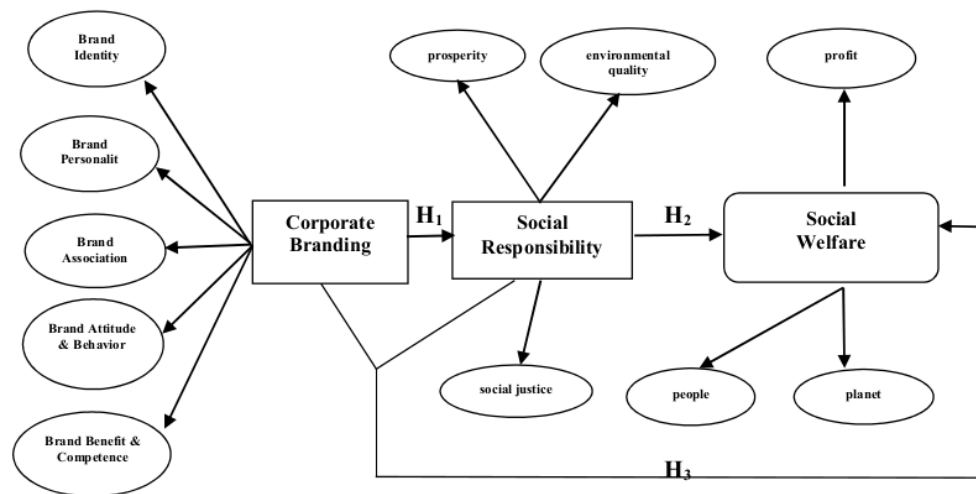 Brand
Identity
prosperity
environmental
quality
profit
Brand
Personalit
Corporate
Branding
H1
Social
Responsibility
H2
Social
Welfare
Brand
Association
Brand Attitude
& Behavior
social justice
people
planet
Brand Benefit &
Competence
H3